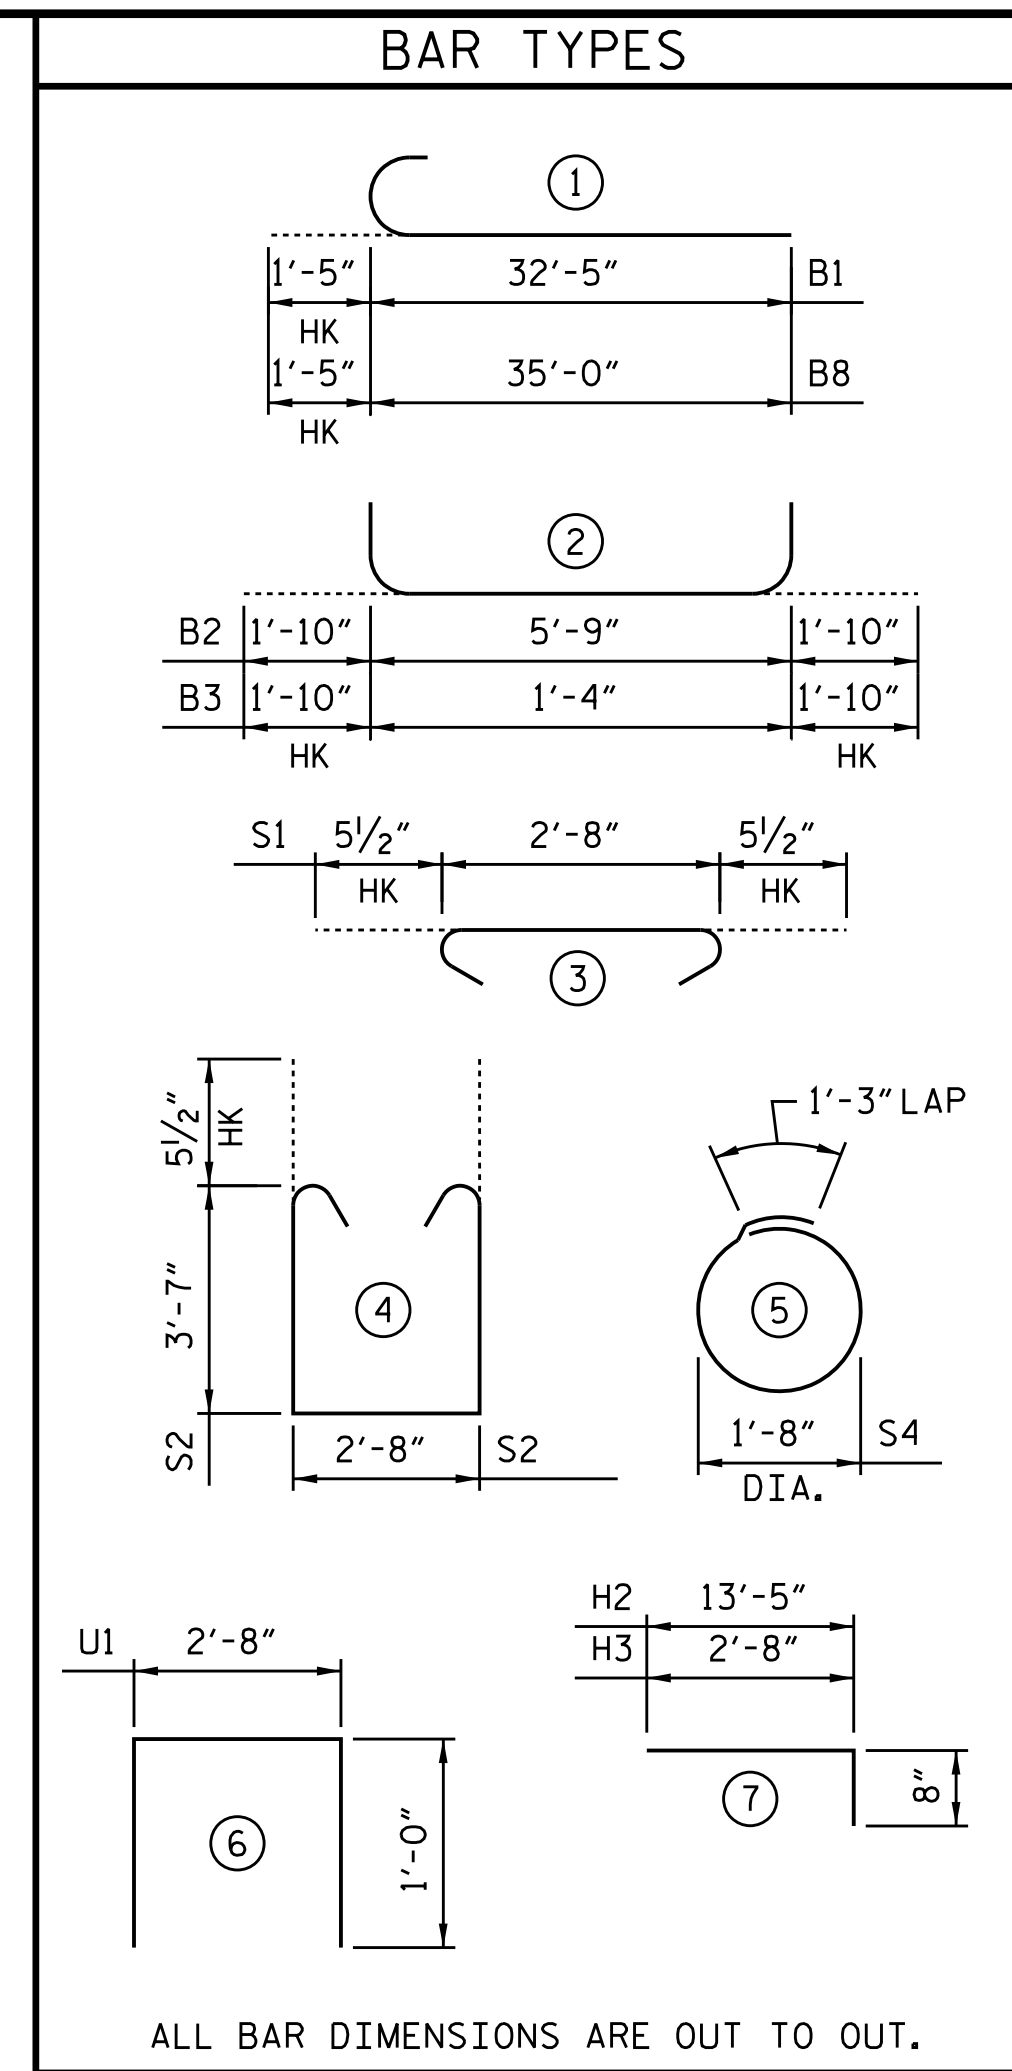 BAR TYPES
1
1'-5" 32'-5" B1
HK
1'-5" 35'-0" B8
HK
2
B2 1'-10" 5'-9" 1'-10"
B3 1'-10" 1'-4" 1'-10"
HK HK
S1 5½" 2'-8" 5½"
HK HK
3
5½"
HK
1'-3" LAP
3'-7"
4
5
S2
2'-8" S2
1'-8" S4
DIA.
H2 13'-5"
U1 2'-8"
H3 2'-8"
6
1'-0"
7
8"
ALL BAR DIMENSIONS ARE OUT TO OUT.